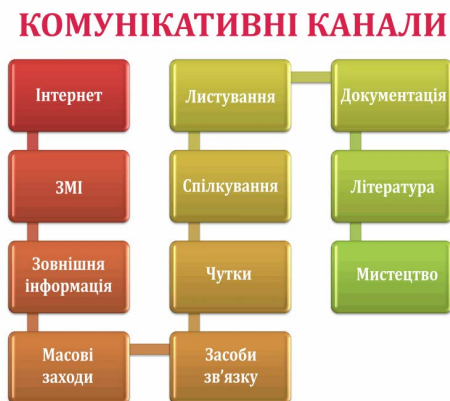 КОМУНІКАТИВНІ КАНАЛИ
Інтернет
ЗМІ
Зовнішня
інформація
Масові
заходи
Засоби
зв’язку
Чутки
Спілкування
Листування
Документація
Література
Мистецтво